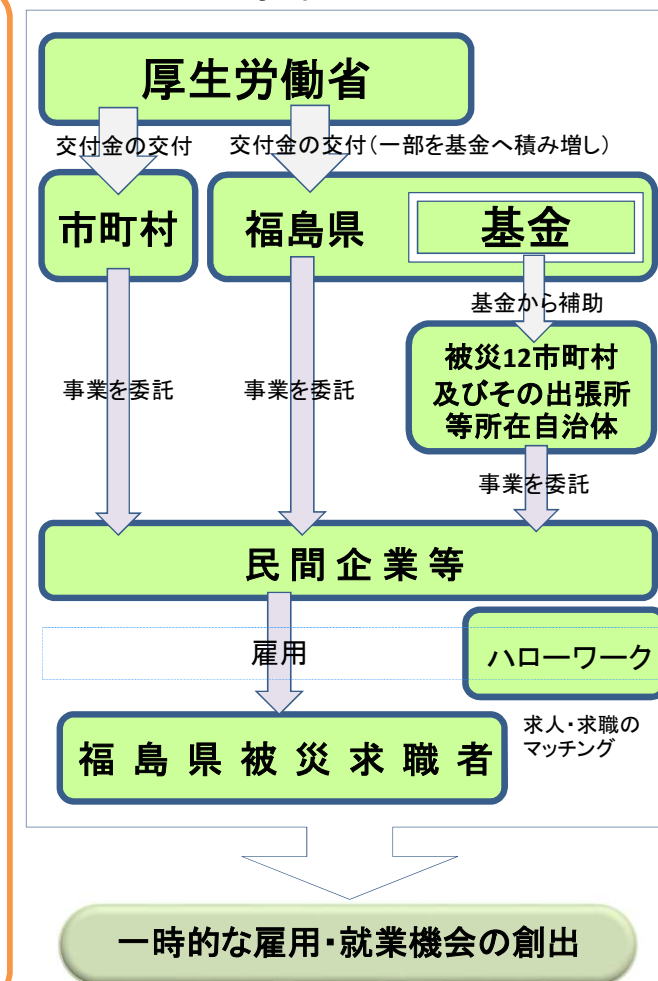 厚生労働省
交付金の交付
交付金の交付(一部を基金へ積み増し)
市町村
福島県
基金
基金から補助
被災12市町村
及びその出張所
等所在自治体
事業を委託
事業を委託
事業を委託
民間企業等
雇用
ハローワーク
求人・求職の
マッチング
福島県被災求職者
一時的な雇用・就業機会の創出